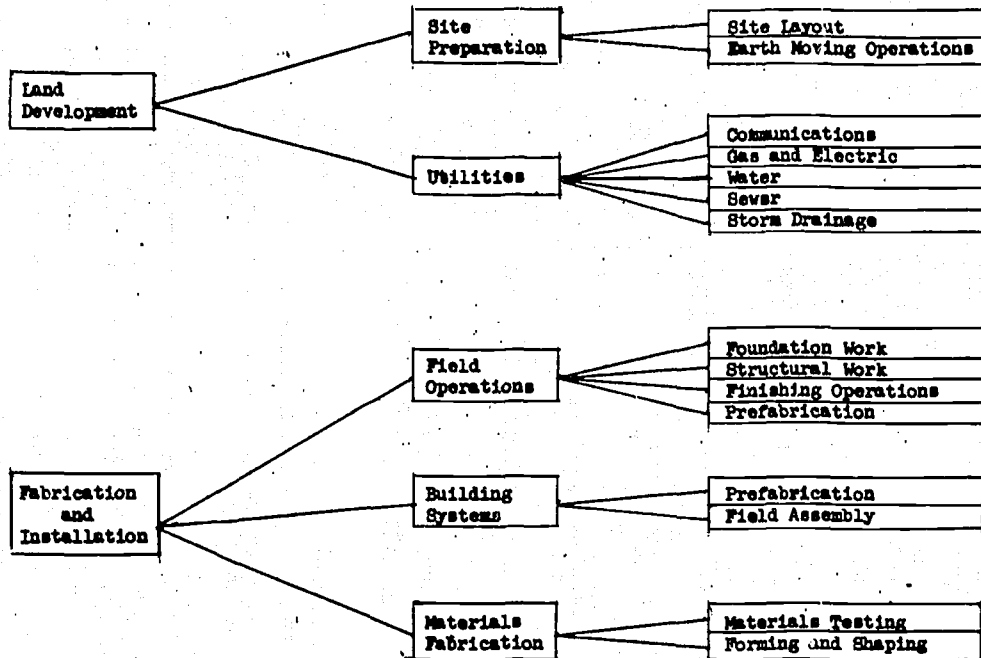 Land
Development
Site
Preparation
Site Layout
Earth Moving Operations
Utilities
Communications
Gas and Electric
Water
Sewer
Storm Drainage
Fabrication
and
Installation
Field
Operations
Foundation Work
Structural Work
Finishing Operations
Prefabrication
Building
Systems
Prefabrication
Field Assembly
Materials
Fabrication
Materials Testing
Forming and Shaping